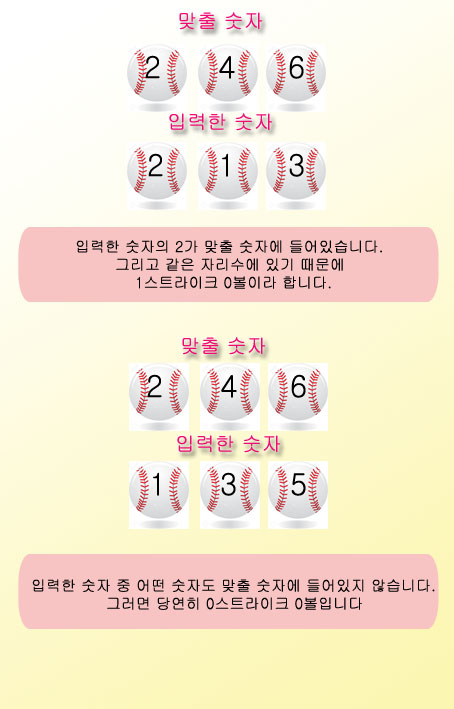 맞출 숫자
2 4 6
입력한 숫자
2 1 3
입력한 숫자의 2가 맞출 숫자에 들어있습니다.
그리고 같은 자리수에 있기 때문에
1스트라이크 0볼이라 합니다.
맞출 숫자
2 4 6
입력한 숫자
1 3 5
입력한 숫자 중 어떤 숫자도 맞출 숫자에 들어있지 않습니다.
그러면 당연히 0스트라이크 0볼입니다